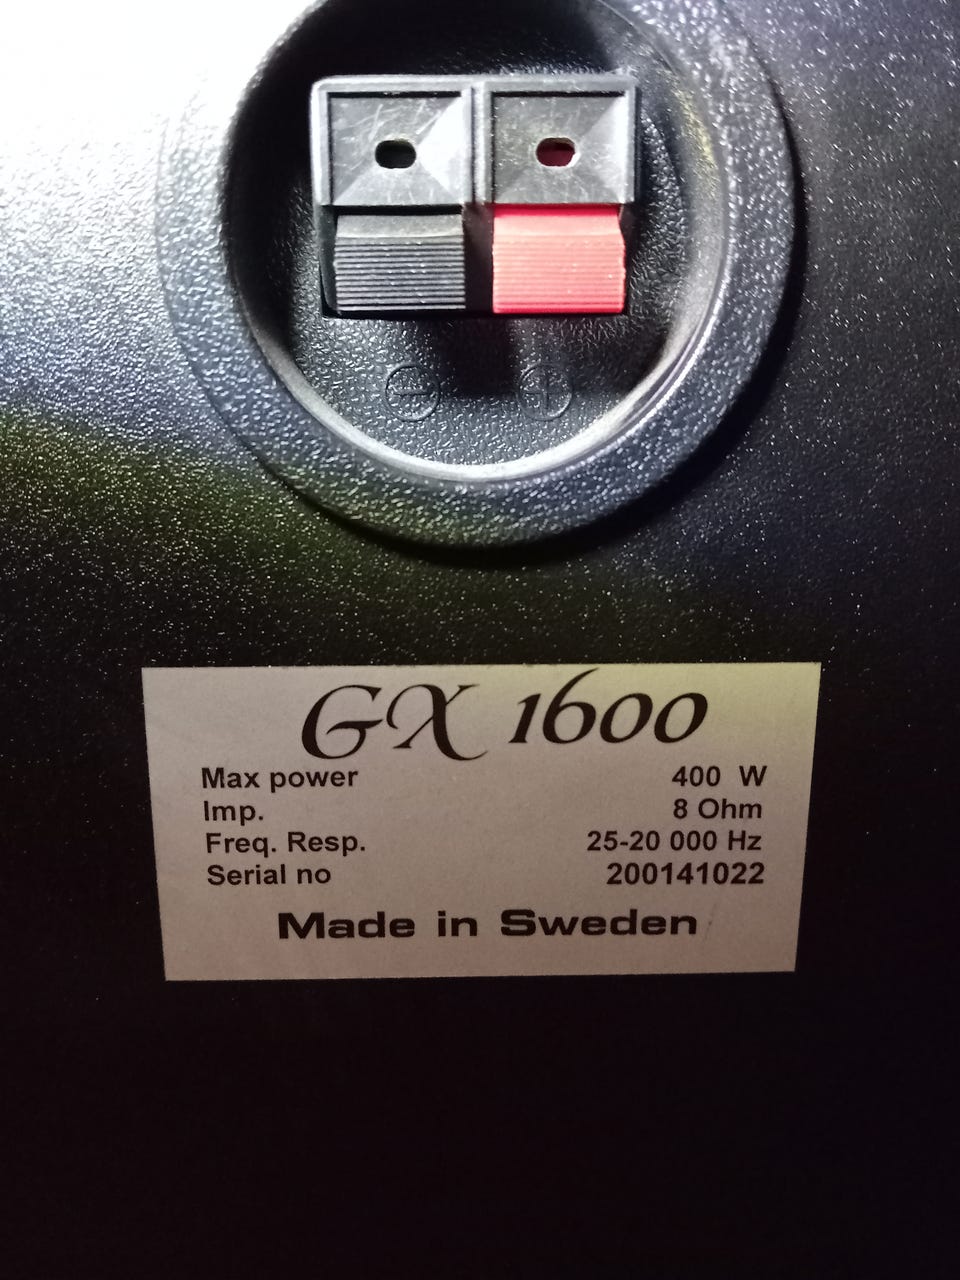 GX 1600
Max power 400 W
Imp. 8 Ohm
Freq. Resp. 25-20 000 Hz
Serial no 200141022
Made in Sweden